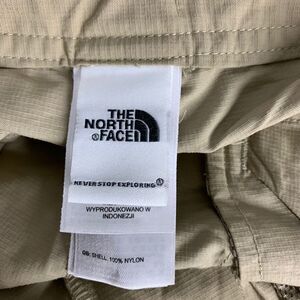 THE
NORTH
FACE
NEVER STOP EXPLORING
WYPRODUKOWANO W
INDONEZJI
GB: SHELL: 100% NYLON